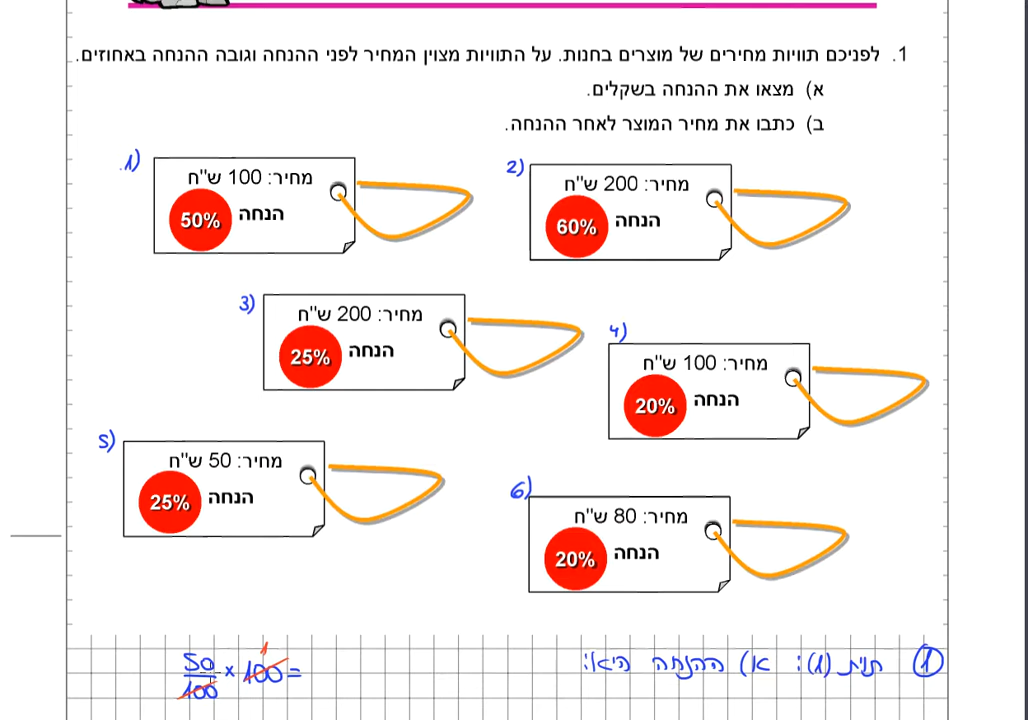 1. לפניכם תוויות מחירים של מוצרים בחנות. על התוויות מצוין המחיר לפני ההנחה וגובה ההנחה באחוזים.
א) מצאו את ההנחה בשקלים.
ב) כתבו את מחיר המוצר לאחר ההנחה.
1)
מחיר: 100 ש"ח
הנחה
50%
2)
מחיר: 200 ש"ח
הנחה
60%
3)
מחיר: 200 ש"ח
הנחה
25%
4)
מחיר: 100 ש"ח
הנחה
20%
5)
מחיר: 50 ש"ח
הנחה
25%
6)
מחיר: 80 ש"ח
הנחה
20%
1 תוית (1): א) ההנחה היא:
50/100 × 100 =
1